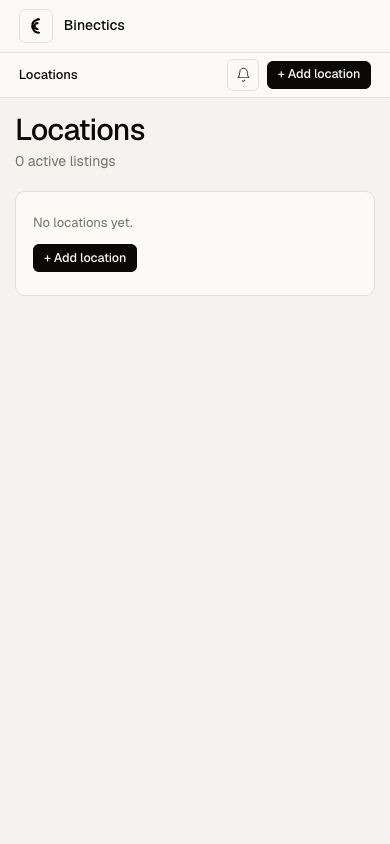 Binectics
Locations
+ Add location
Locations
0 active listings
No locations yet.
+ Add location